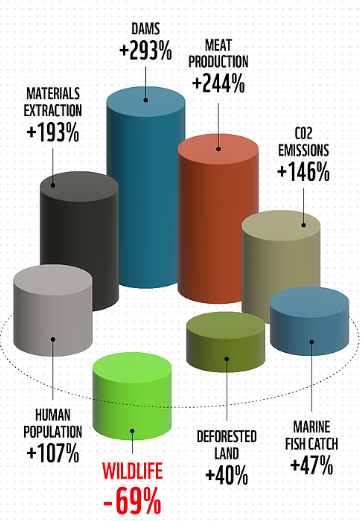 DAMS
+293%
MEAT
PRODUCTION
+244%
MATERIALS
EXTRACTION
+193%
CO2
EMISSIONS
+146%
HUMAN
POPULATION
+107%
WILDLIFE
-69%
DEFORESTED
LAND
+40%
MARINE
FISH CATCH
+47%